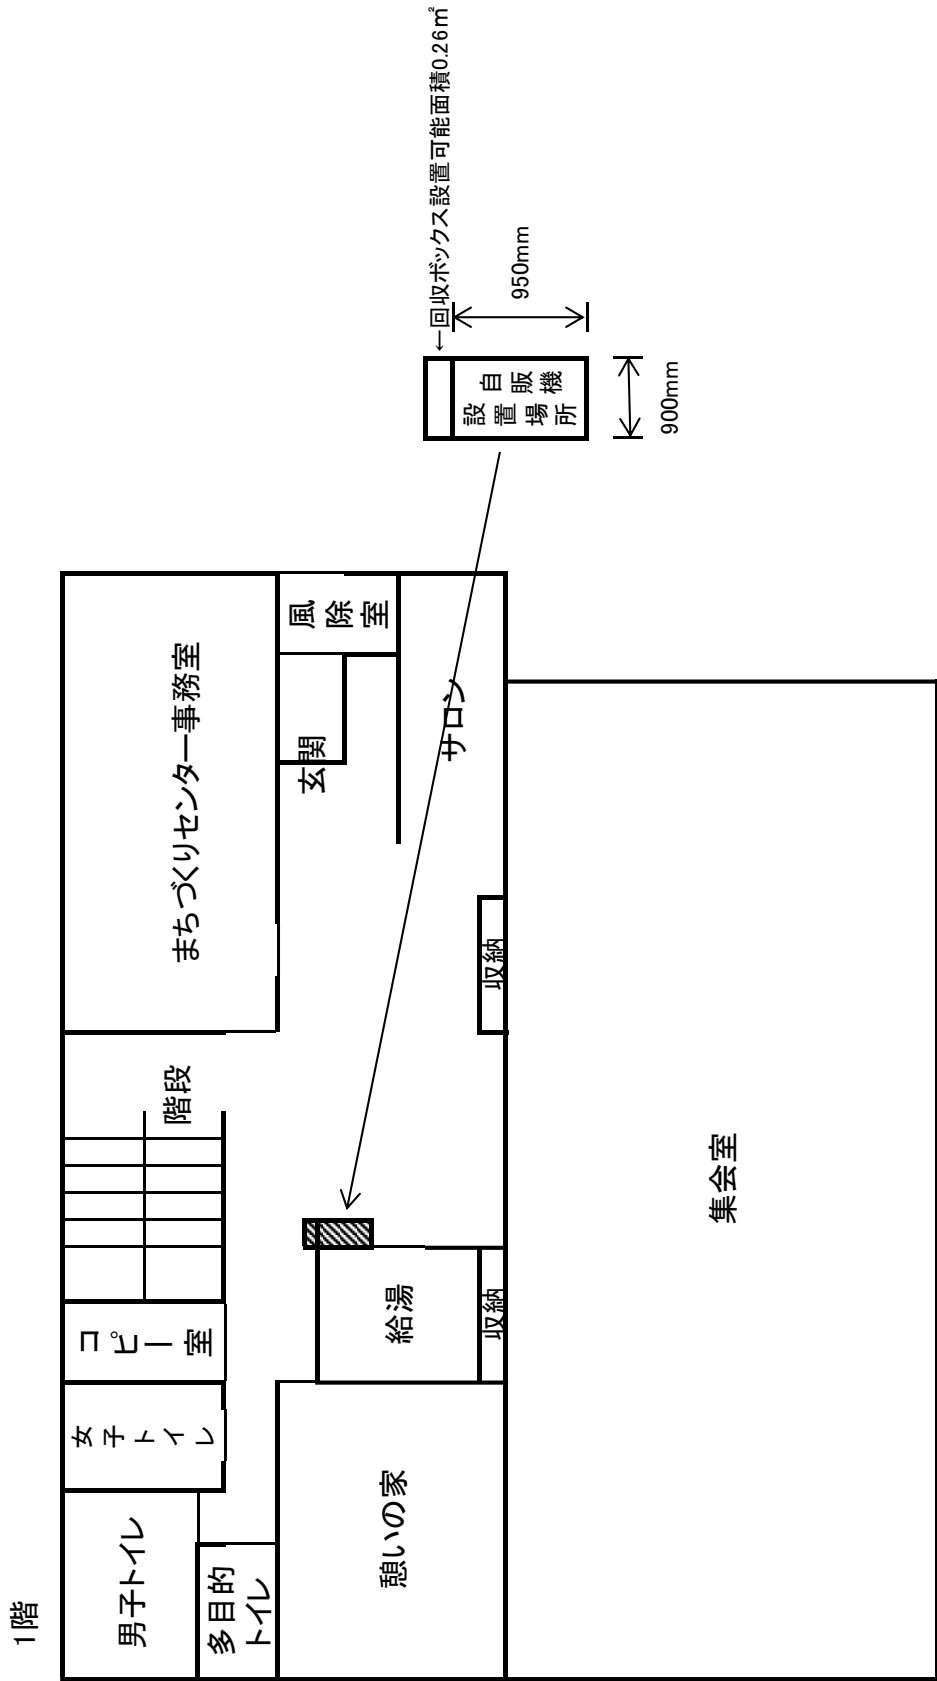 1階
男子トイレ
多目的
トイレ
女子トイレ
コピー室
階段
まちづくりセンター事務室
憩いの家
給湯
収納
収納
玄関
風除室
サロン
集会室
自販機
設置場所
←回収ボックス設置可能面積0.26㎡
950mm
900mm